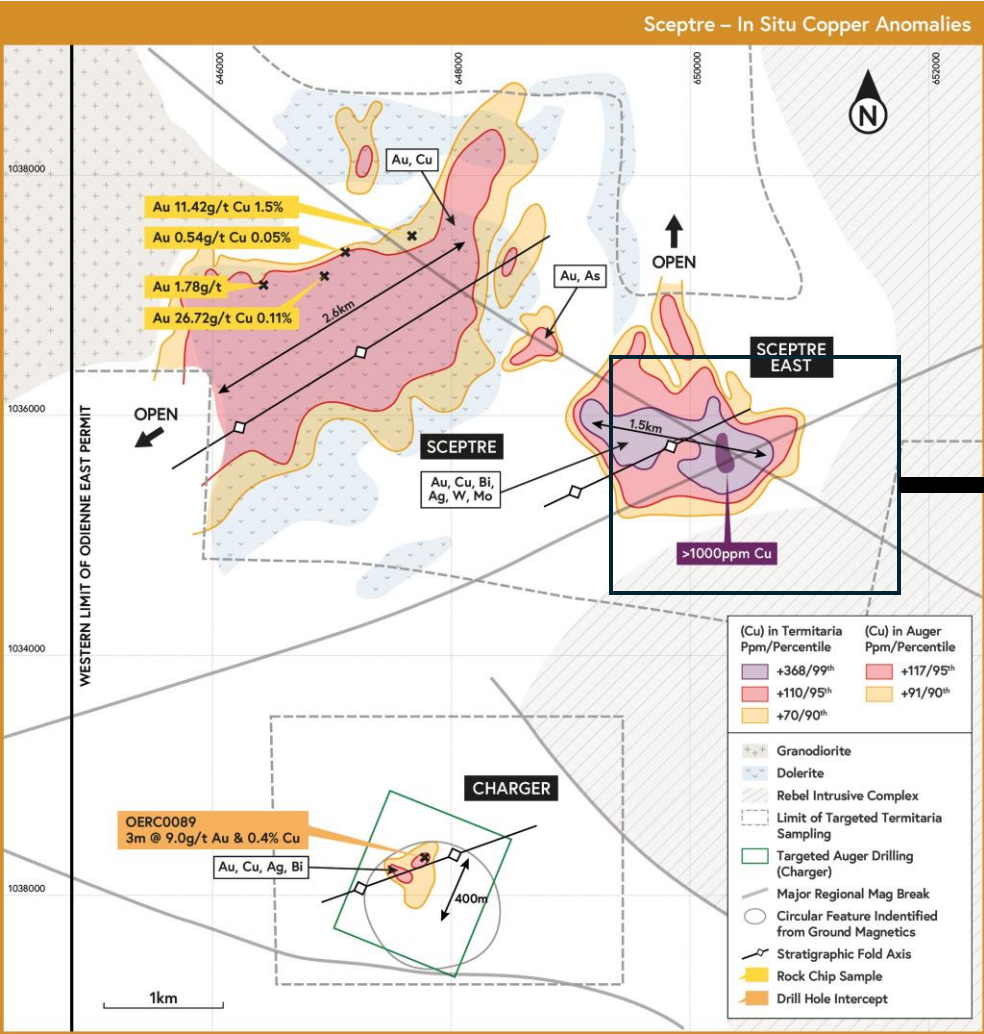 Sceptre – In Situ Copper Anomalies
646000
648000
650000
652000
N
1038000
Au, Cu
Au 11.42g/t Cu 1.5%
Au 0.54g/t Cu 0.05%
Au 1.78g/t
Au 26.72g/t Cu 0.11%
2.6km
OPEN
Au, As
SCEPTRE
EAST
1036000
OPEN
1.5km
SCEPTRE
Au, Cu, Bi,
Ag, W, Mo
>1000ppm Cu
WESTERN LIMIT OF ODIENNE EAST PERMIT
1034000
(Cu) in Termitaria
Ppm/Percentile
+368/99th
+110/95th
+70/90th
(Cu) in Auger
Ppm/Percentile
+117/95th
+91/90th
Granodiorite
Dolerite
Rebel Intrusive Complex
Limit of Targeted Termitaria
Sampling
Targeted Auger Drilling
(Charger)
Major Regional Mag Break
Circular Feature Indentified
from Ground Magnetics
Stratigraphic Fold Axis
Rock Chip Sample
Drill Hole Intercept
CHARGER
OERC0089
3m @ 9.0g/t Au & 0.4% Cu
Au, Cu, Ag, Bi
400m
1038000
1km